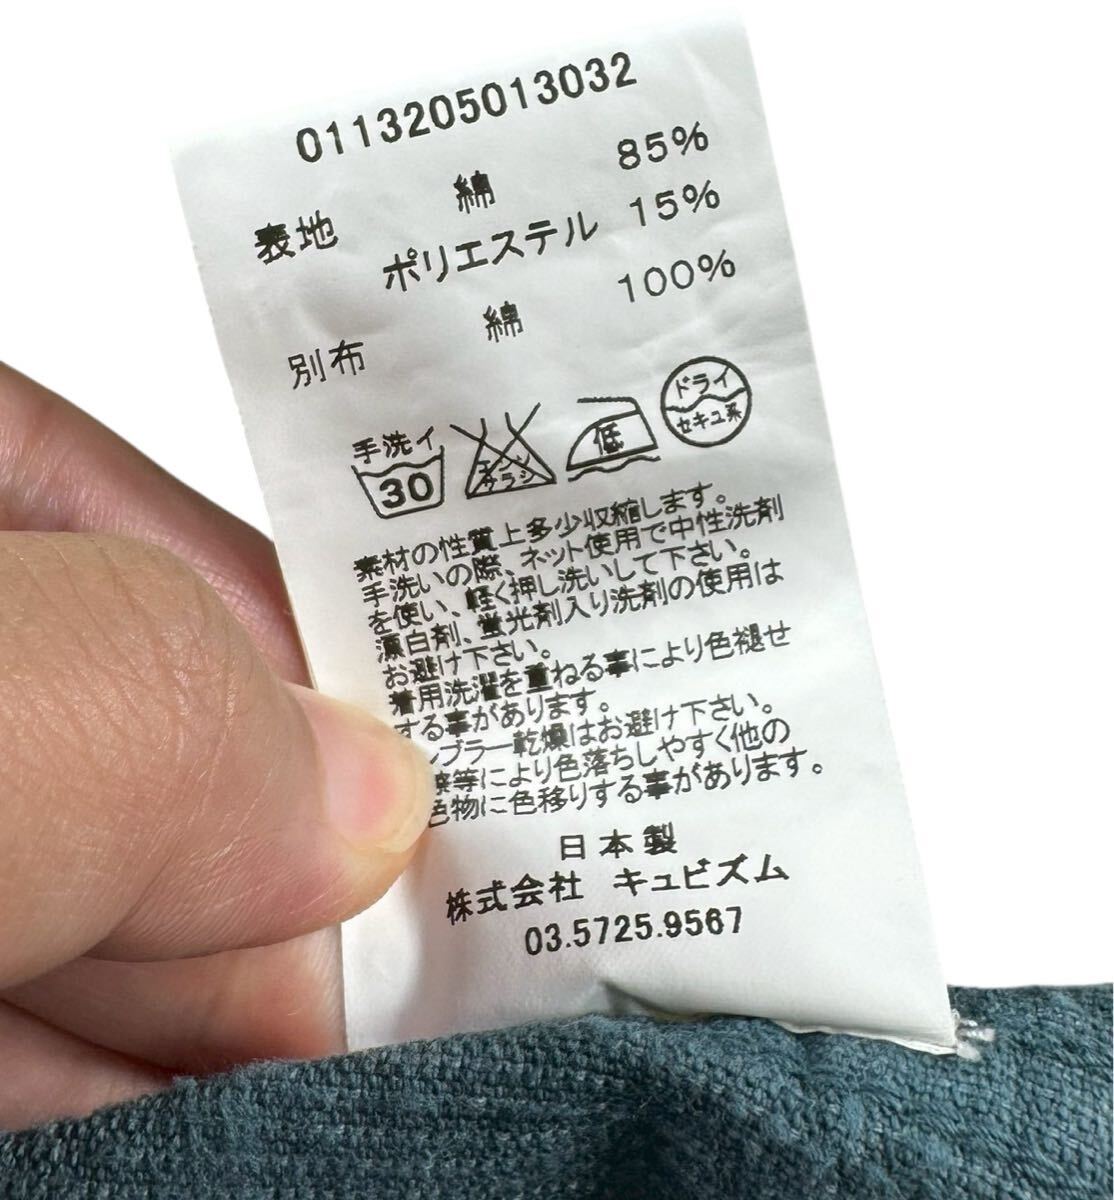 0113205013032
表地 綿 85%
ポリエステル 15%
別布 綿 100%
手洗イ
30
エンソ
サラシ
低
ドライ
セキユ系
素材の性質上多少収縮します。
手洗いの際、ネット使用で中性洗剤
を使い、軽く押し洗いして下さい。
漂白剤、蛍光剤入り洗剤の使用は
お避け下さい。
着用洗濯を重ねる事により色褪せ
する事があります。
ンブラー乾燥はお避け下さい。
擦等により色落ちしやすく他の
色物に色移りする事があります。
日本製
株式会社 キュビズム
03.5725.9567